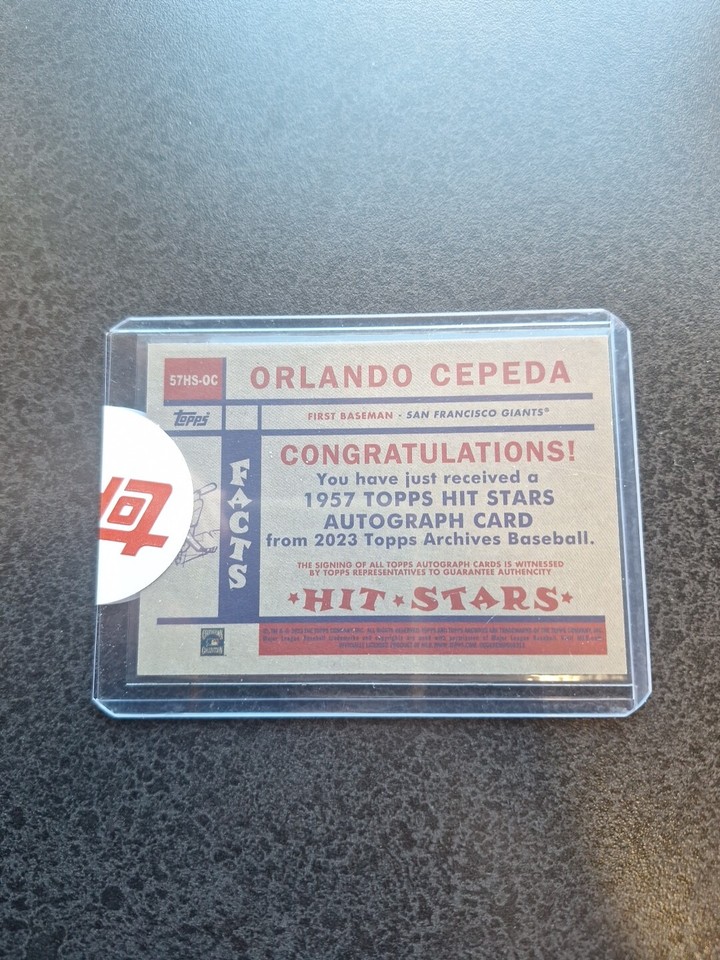 57HS-OC
ORLANDO CEPEDA
topps
FIRST BASEMAN - SAN FRANCISCO GIANTS®
FACTS
CONGRATULATIONS!
You have just received a
1957 TOPPS HIT STARS
AUTOGRAPH CARD
from 2023 Topps Archives Baseball.
THE SIGNING OF ALL TOPPS AUTOGRAPH CARDS IS WITNESSED
BY TOPPS REPRESENTATIVES TO GUARANTEE AUTHENCITY
HIT STARS